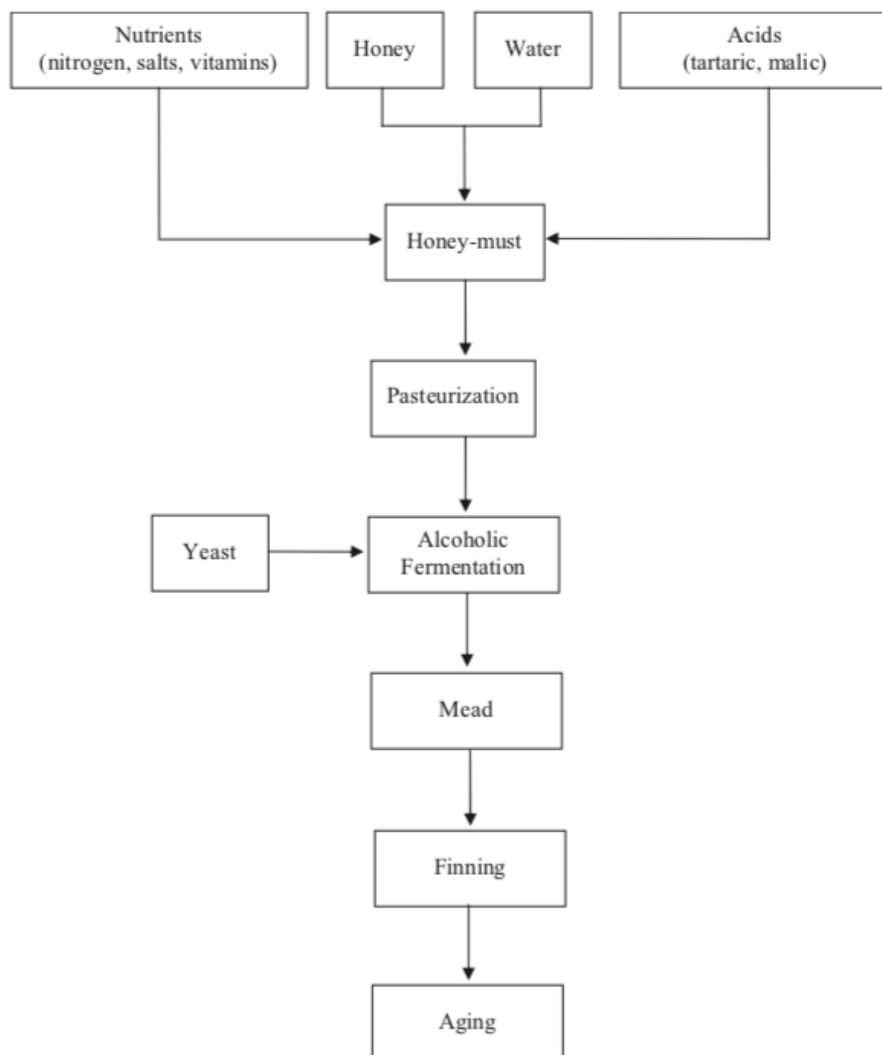 Nutrients
(nitrogen, salts, vitamins)
Honey
Water
Acids
(tartaric, malic)
Honey-must
Pasteurization
Yeast
Alcoholic
Fermentation
Mead
Finning
Aging